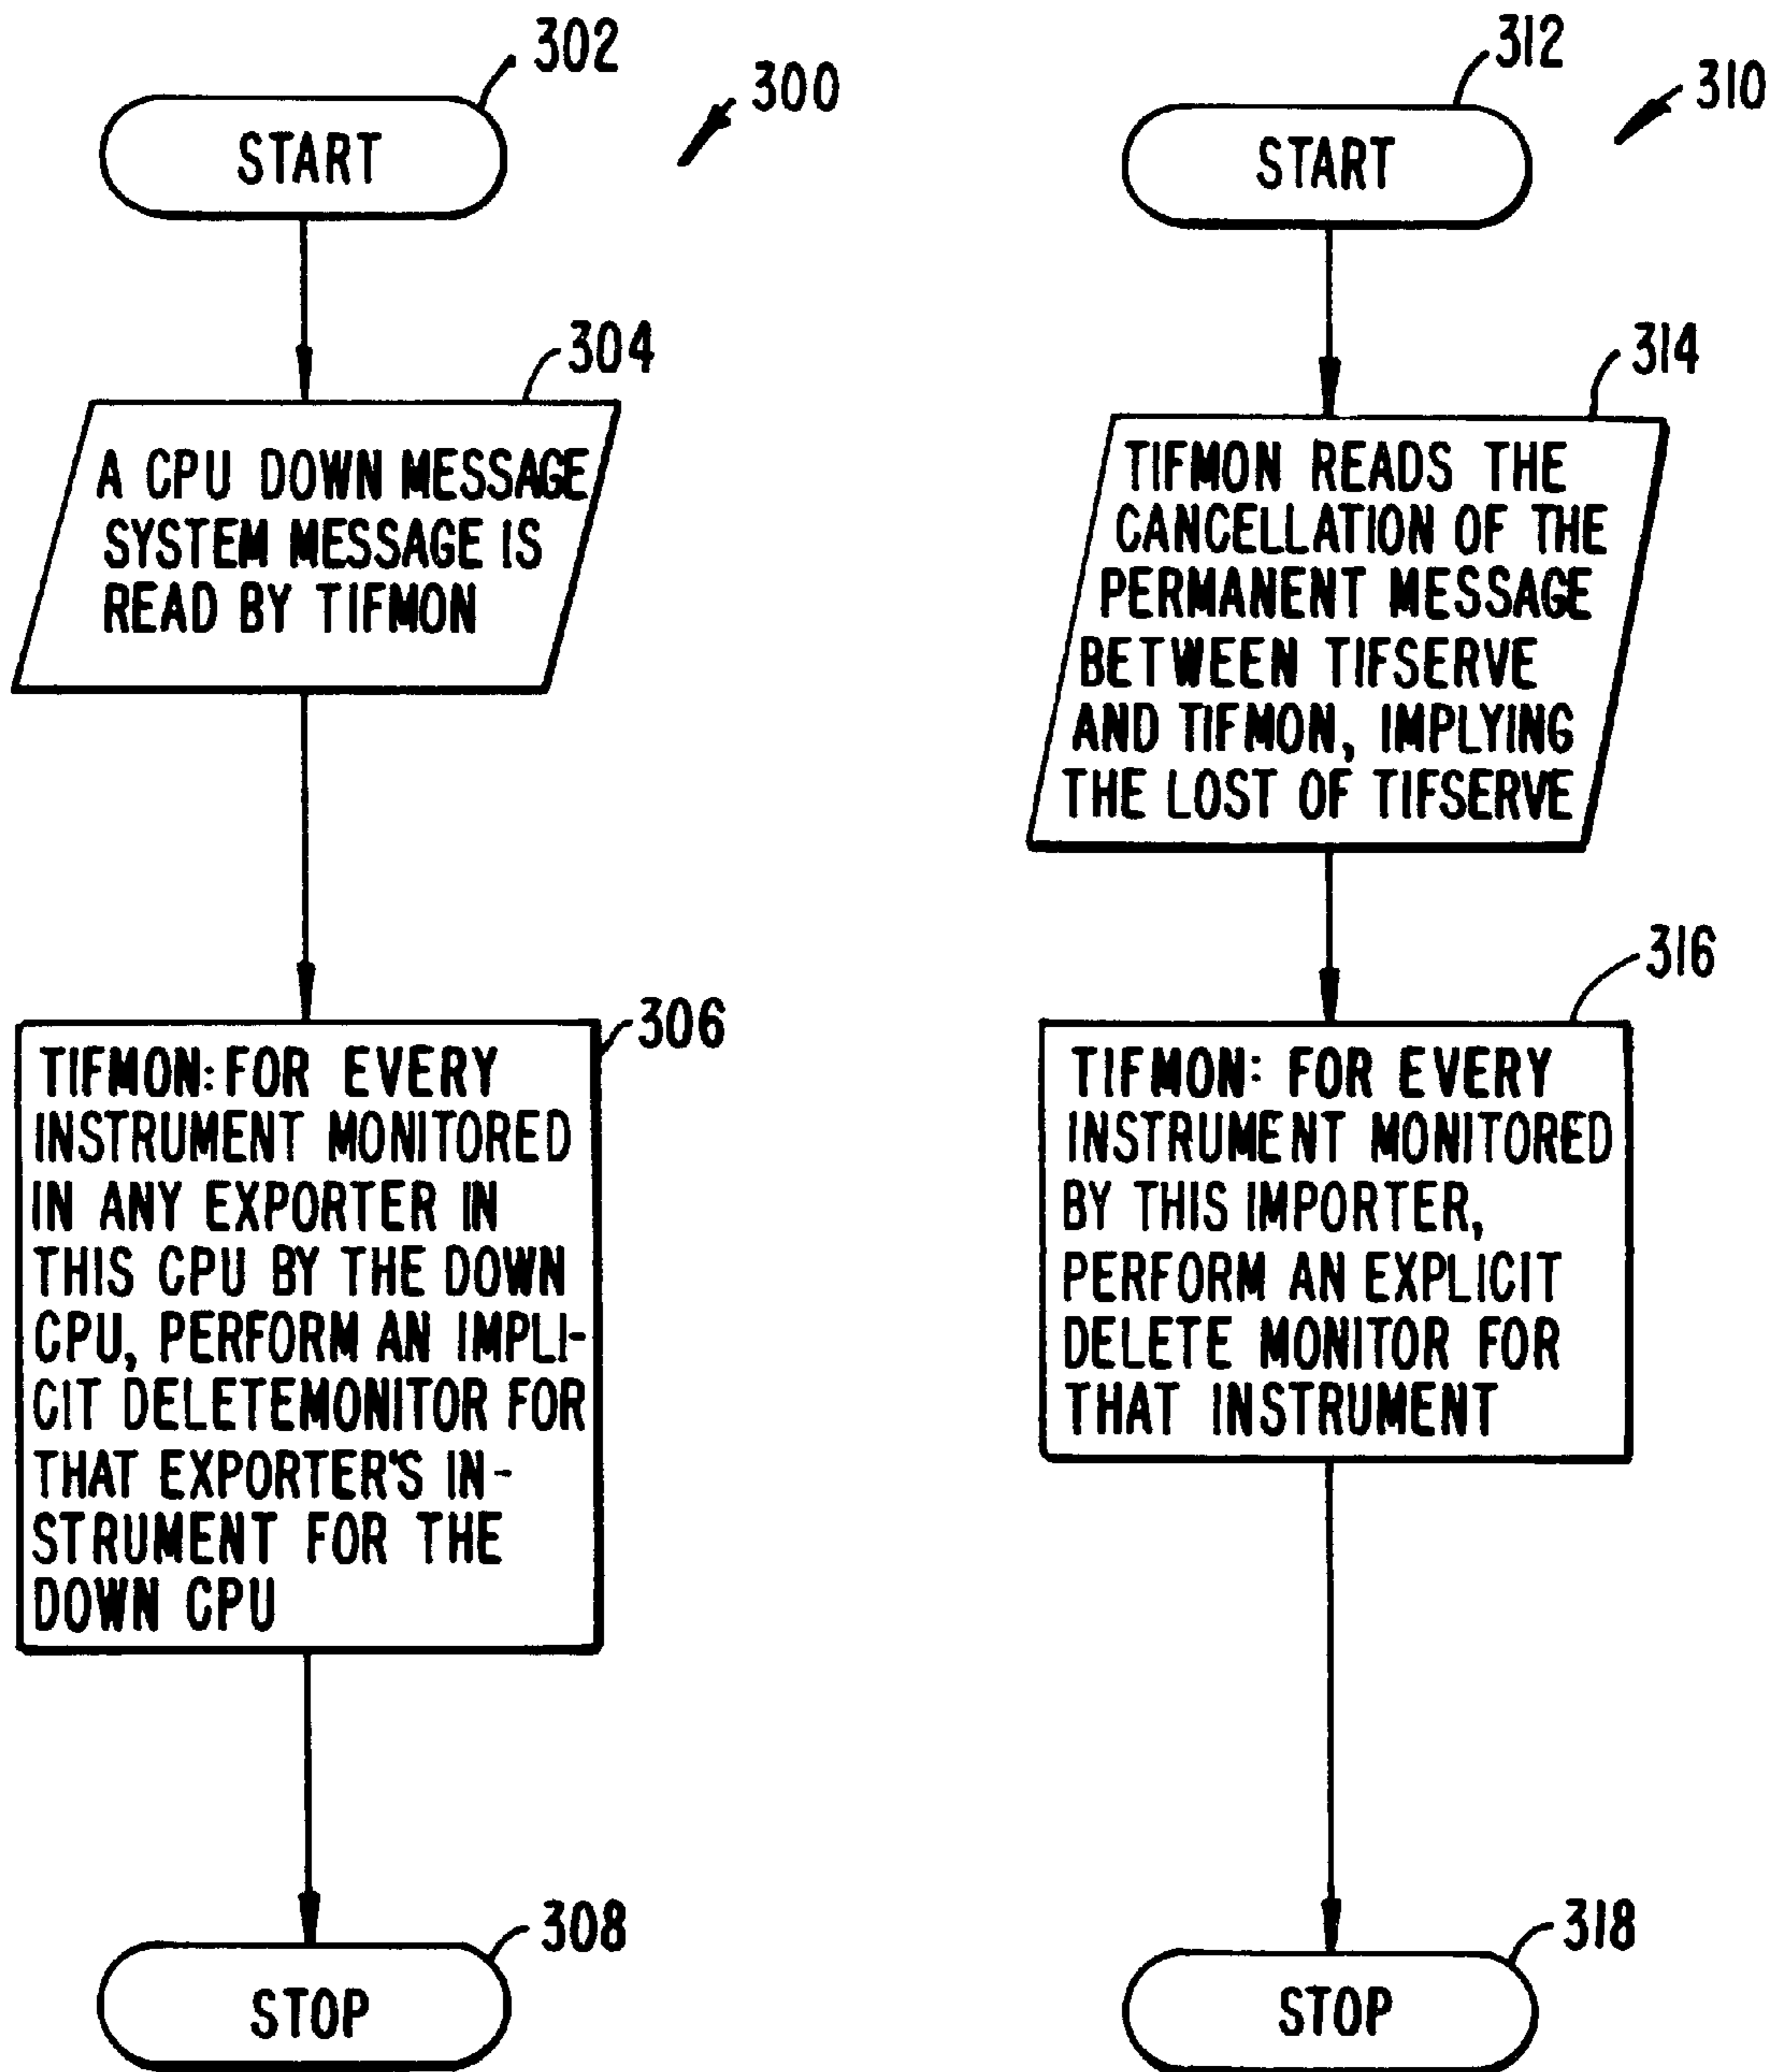 302
300
START
304
A CPU DOWN MESSAGE
SYSTEM MESSAGE IS
READ BY TIFMON
306
TIFMON: FOR EVERY
INSTRUMENT MONITORED
IN ANY EXPORTER IN
THIS CPU BY THE DOWN
CPU, PERFORM AN IMPLI-
CIT DELETEMONITOR FOR
THAT EXPORTER'S IN-
STRUMENT FOR THE
DOWN CPU
308
STOP
312
310
START
314
TIFMON READS THE
CANCELLATION OF THE
PERMANENT MESSAGE
BETWEEN TIFSERVE
AND TIFMON, IMPLYING
THE LOST OF TIFSERVE
316
TIFMON: FOR EVERY
INSTRUMENT MONITORED
BY THIS IMPORTER,
PERFORM AN EXPLICIT
DELETE MONITOR FOR
THAT INSTRUMENT
318
STOP